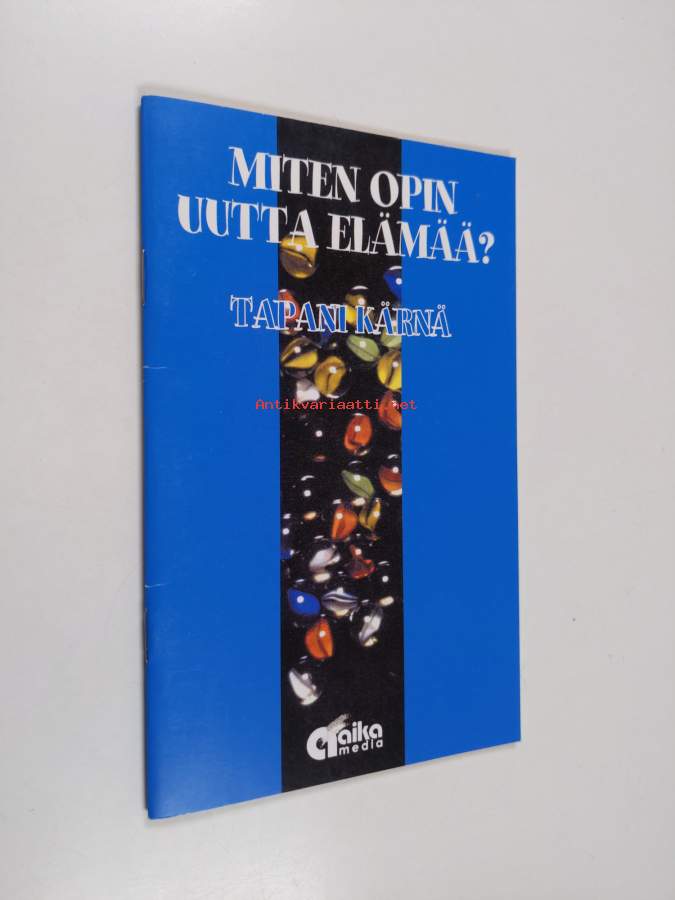 MITEN OPIN
UUTTA ELÄMÄÄ?
TAPANI KÄRNÄ
Antikvariaatti.net
aika
media